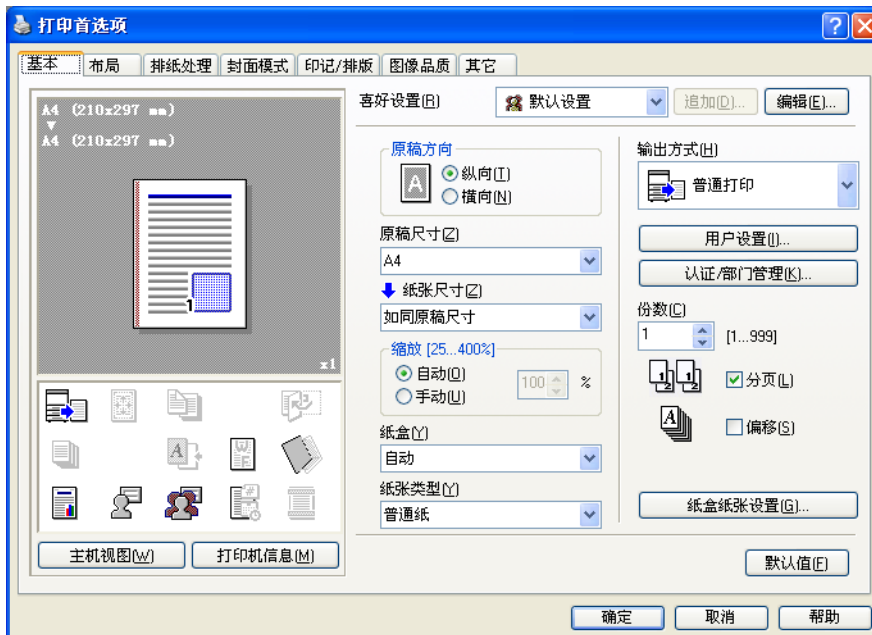 打印首选项
基本 布局 排纸处理 封面模式 印记/排版 图像品质 其它
A4 (210x297 mm)
A4 (210x297 mm)
1
x1
主机视图(W) 打印机信息(M)
喜好设置(R) 默认设置 追加(D)... 编辑(E)...
原稿方向
A 纵向(T)
横向(N)
原稿尺寸(Z)
A4
纸张尺寸(Z)
如同原稿尺寸
缩放 [25...400%]
自动(O)
手动(U)
100 %
纸盒(Y)
自动
纸张类型(Y)
普通纸
输出方式(H)
普通打印
用户设置(I)...
认证/部门管理(K)...
份数(C)
1 [1...999]
1 2 1 2 分页(L)
A 偏移(S)
纸盒纸张设置(G)...
默认值(F)
确定 取消 帮助